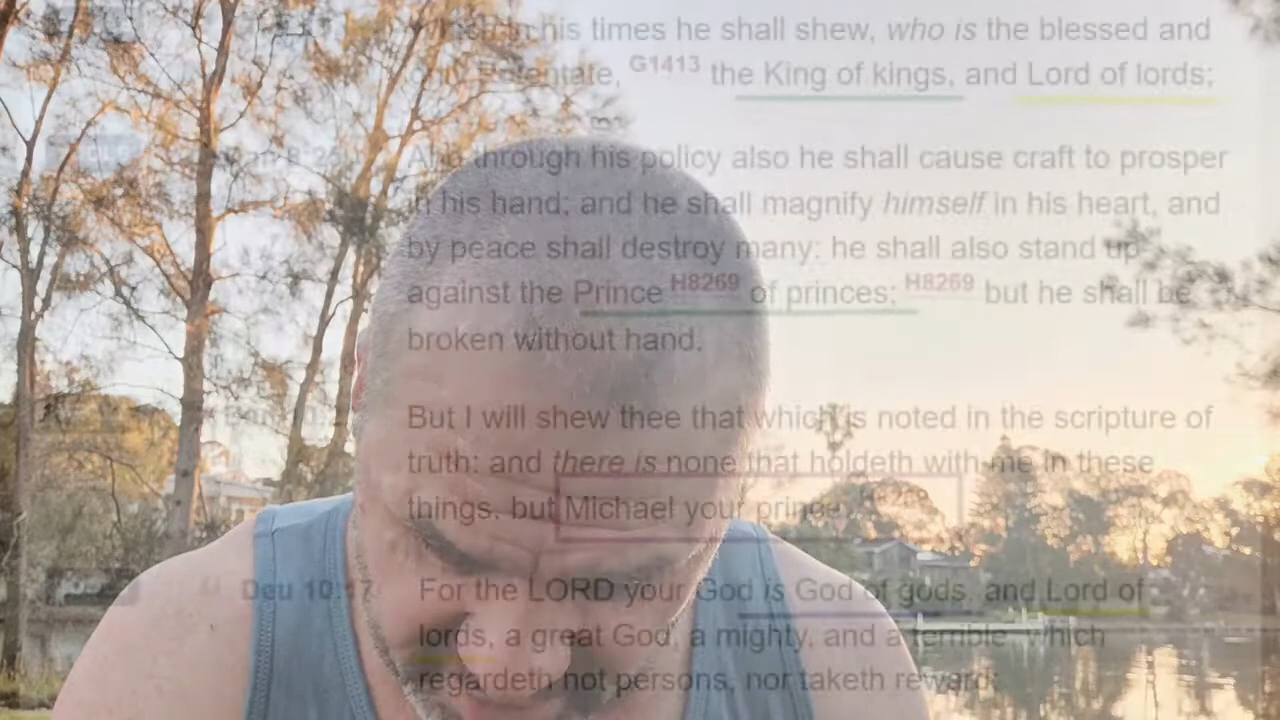 his times he shall shew, who is the blessed and
the King of kings, and Lord of lords;
G1413
And through his policy also he shall cause craft to prosper
in his hand; and he shall magnify himself in his heart, and
by peace shall destroy many: he shall also stand up
against the Prince H8269 of princes; H8269 but he shall be
broken without hand.
But I will shew thee that which is noted in the scripture of
truth: and there is none that holdeth with me in these
things, but Michael your prince
Deu 10:17 For the LORD your God is God of gods, and Lord of
lords, a great God, a mighty, and a terrible, which
regardeth not persons, nor taketh reward: